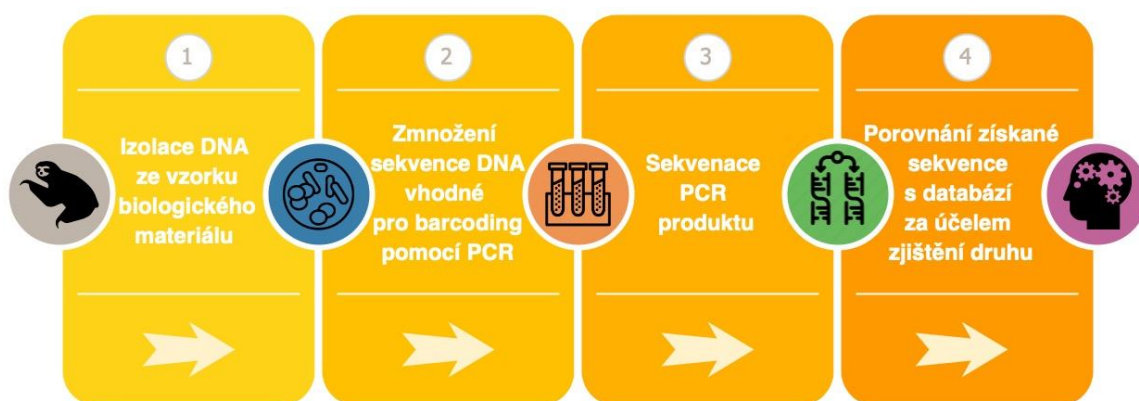 1
Izolace DNA
ze vzorku
biologického
materiálu
2
Zmnožení
sekvence DNA
vhodné
pro barcoding
pomocí PCR
3
Sekvenace
PCR
produktu
4
Porovnání získané
sekvence
s databází
za účelem
zjištění druhu